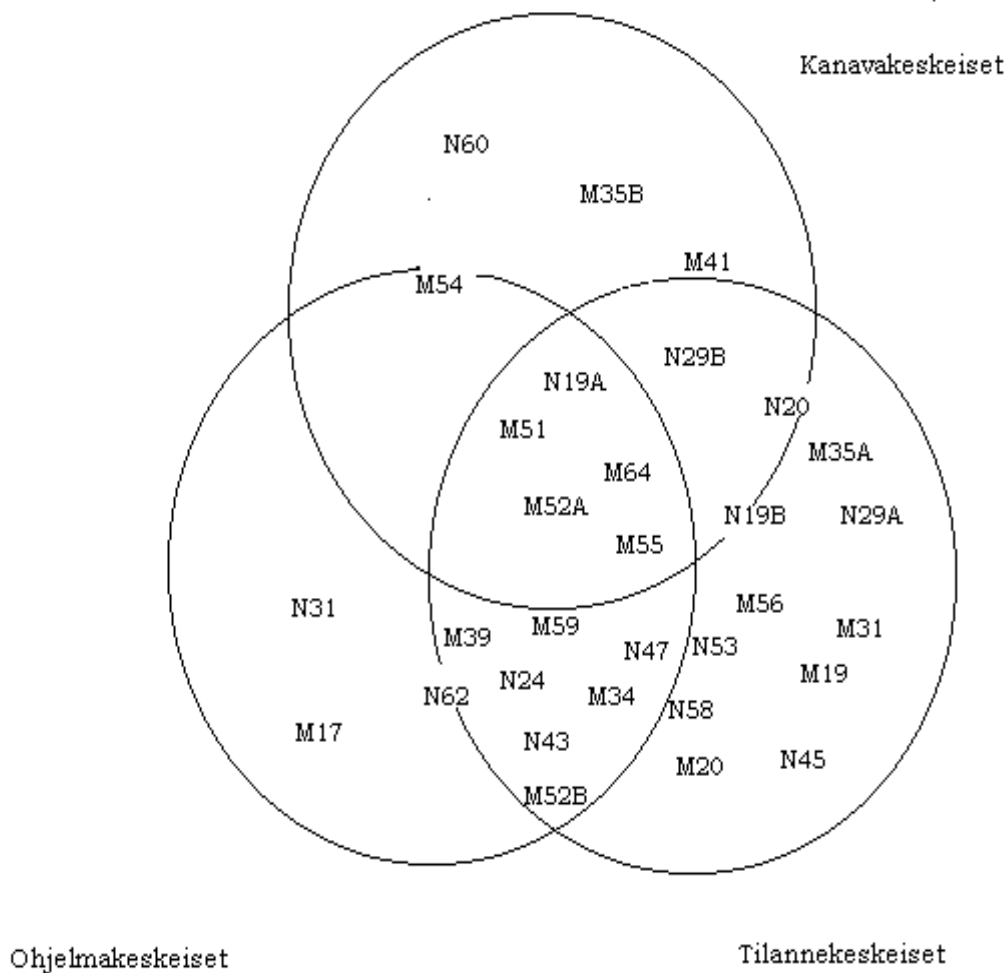 Kanavakeskeiset
N60
M35B
M41
M54
N29B
N19A
N20
M51
M35A
M64
M52A
N19B
N29A
M55
M56
N31
M59
M31
M39
N53
N47
M19
N24
N62
M34
N58
M17
N43
N45
M20
M52B
Ohjelmakeskeiset
Tilannekeskeiset